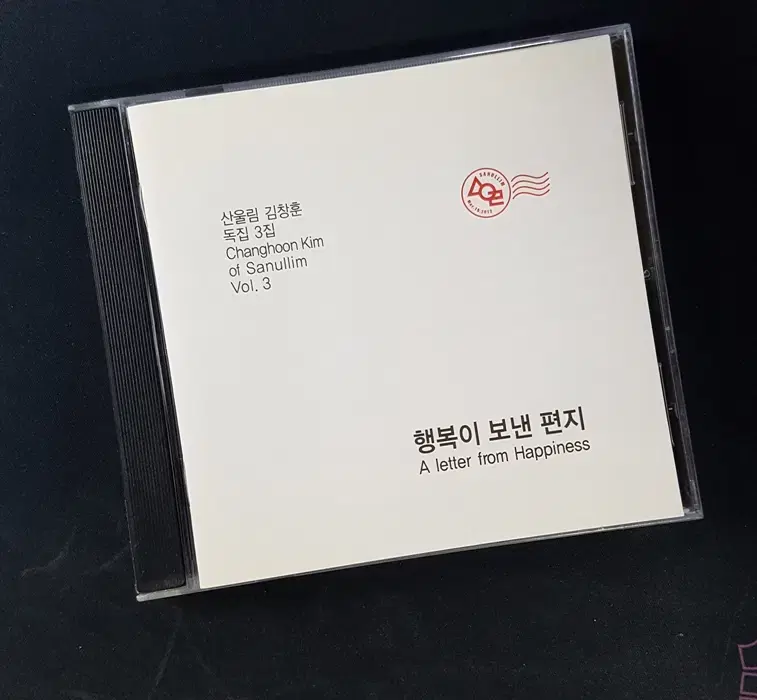 산울림 김창훈
독집 3집
Changhoon Kim
of Sanullim
Vol. 3
SANULLIM
행복이 보낸 편지
A letter from Happiness